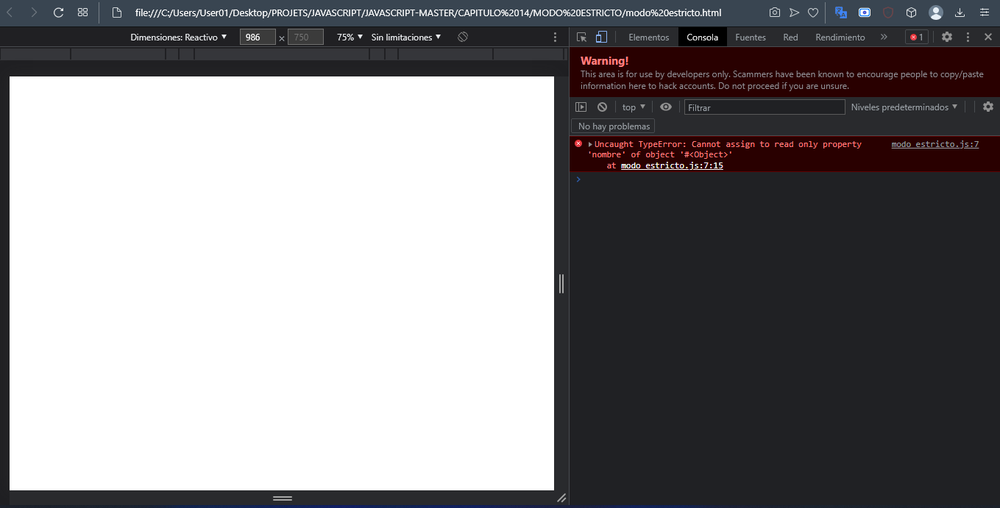 file:///C:/Users/User01/Desktop/PROJETS/JAVASCRIPT/JAVASCRIPT-MASTER/CAPITULO%2014/MODO%20ESTRICTO/modo%20estricto.html
Dimensiones: Reactivo ▼ 986 × 750 75% ▼ Sin limitaciones ▼
Elementos Consola Fuentes Red Rendimiento » 1
Warning!
This area is for use by developers only. Scammers have been known to encourage people to copy/paste
information here to hack accounts. Do not proceed if you are unsure.
top ▼ Filtrar Niveles predeterminados ▼
No hay problemas
Uncaught TypeError: Cannot assign to read only property modo estricto.js:7
'nombre' of object '#<Object>'
at modo estricto.js:7:15